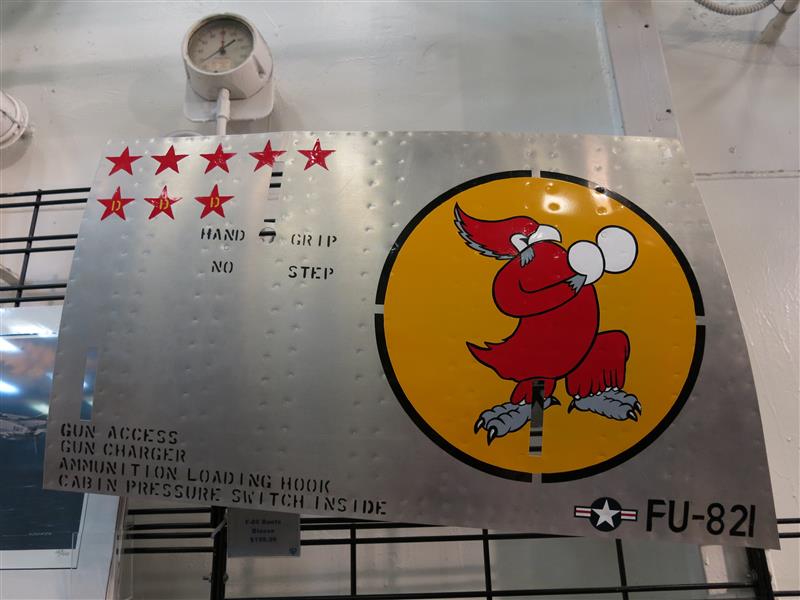 D D D
HAND GRIP
NO STEP
GUN ACCESS
GUN CHARGER
AMMUNITION LOADING HOOK
CABIN PRESSURE SWITCH INSIDE
FU-821